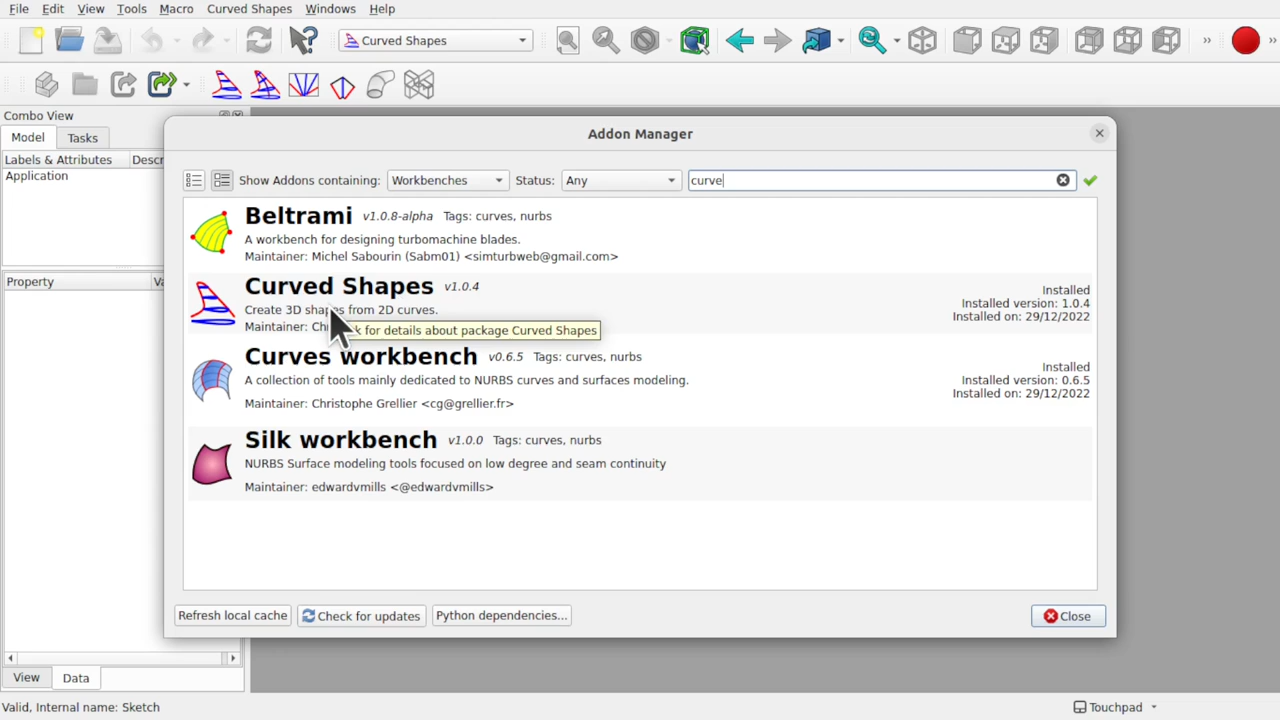 File Edit View Tools Macro Curved Shapes Windows Help
Curved Shapes
Combo View
Model Tasks
Labels & Attributes Descr
Application
Property Va
View Data
Valid, Internal name: Sketch
Touchpad
Addon Manager
Show Addons containing: Workbenches Status: Any curve
Beltrami v1.0.8-alpha Tags: curves, nurbs
A workbench for designing turbomachine blades.
Maintainer: Michel Sabourin (Sabm01) <simturbweb@gmail.com>
Curved Shapes v1.0.4
Create 3D shapes from 2D curves.
Maintainer: Ch
k for details about package Curved Shapes
Installed
Installed version: 1.0.4
Installed on: 29/12/2022
Curves workbench v0.6.5 Tags: curves, nurbs
A collection of tools mainly dedicated to NURBS curves and surfaces modeling.
Maintainer: Christophe Grellier <cg@grellier.fr>
Installed
Installed version: 0.6.5
Installed on: 29/12/2022
Silk workbench v1.0.0 Tags: curves, nurbs
NURBS Surface modeling tools focused on low degree and seam continuity
Maintainer: edwardvmills <@edwardvmills>
Refresh local cache Check for updates Python dependencies... Close